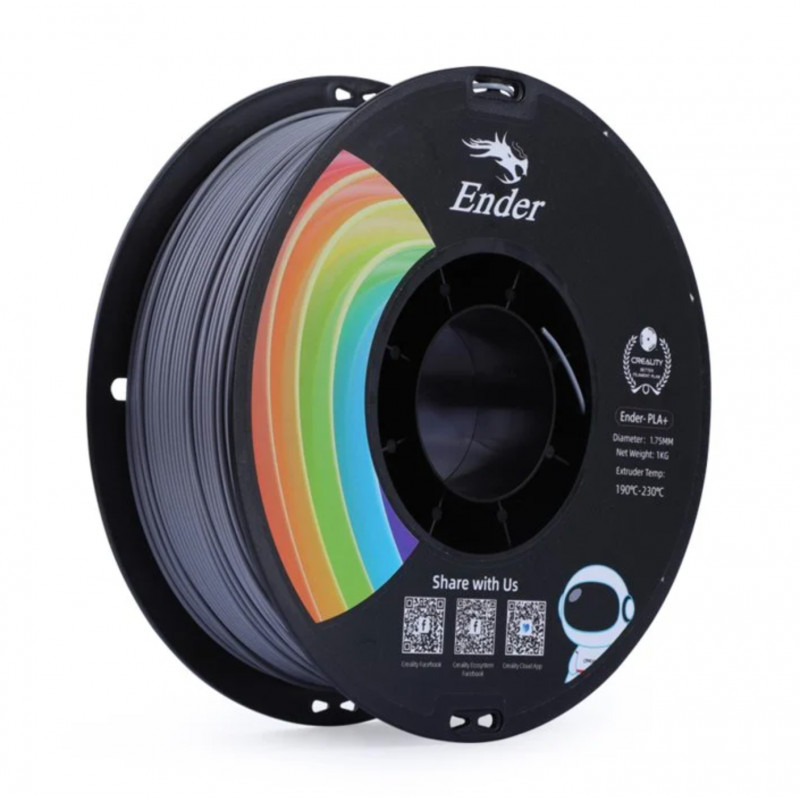 Ender
CREALITY
BETTER
FILAMENT PLAN
Ender- PLA+
Diameter: 1.75MM
Net Weight: 1KG
Extruder Temp:
190℃-230℃
Share with Us
Creality Facebook
Creality Ecosystem
Facebook
Creality Cloud App